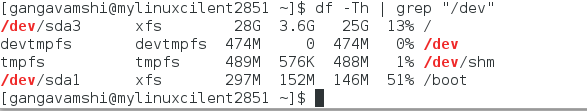 [gangavamshi@mylinuxcilent2851 ~]$ df -Th | grep "/dev"
/dev/sda3 xfs 28G 3.6G 25G 13% /
devtmpfs devtmpfs 474M 0 474M 0% /dev
tmpfs tmpfs 489M 576K 488M 1% /dev/shm
/dev/sda1 xfs 297M 152M 146M 51% /boot
[gangavamshi@mylinuxcilent2851 ~]$